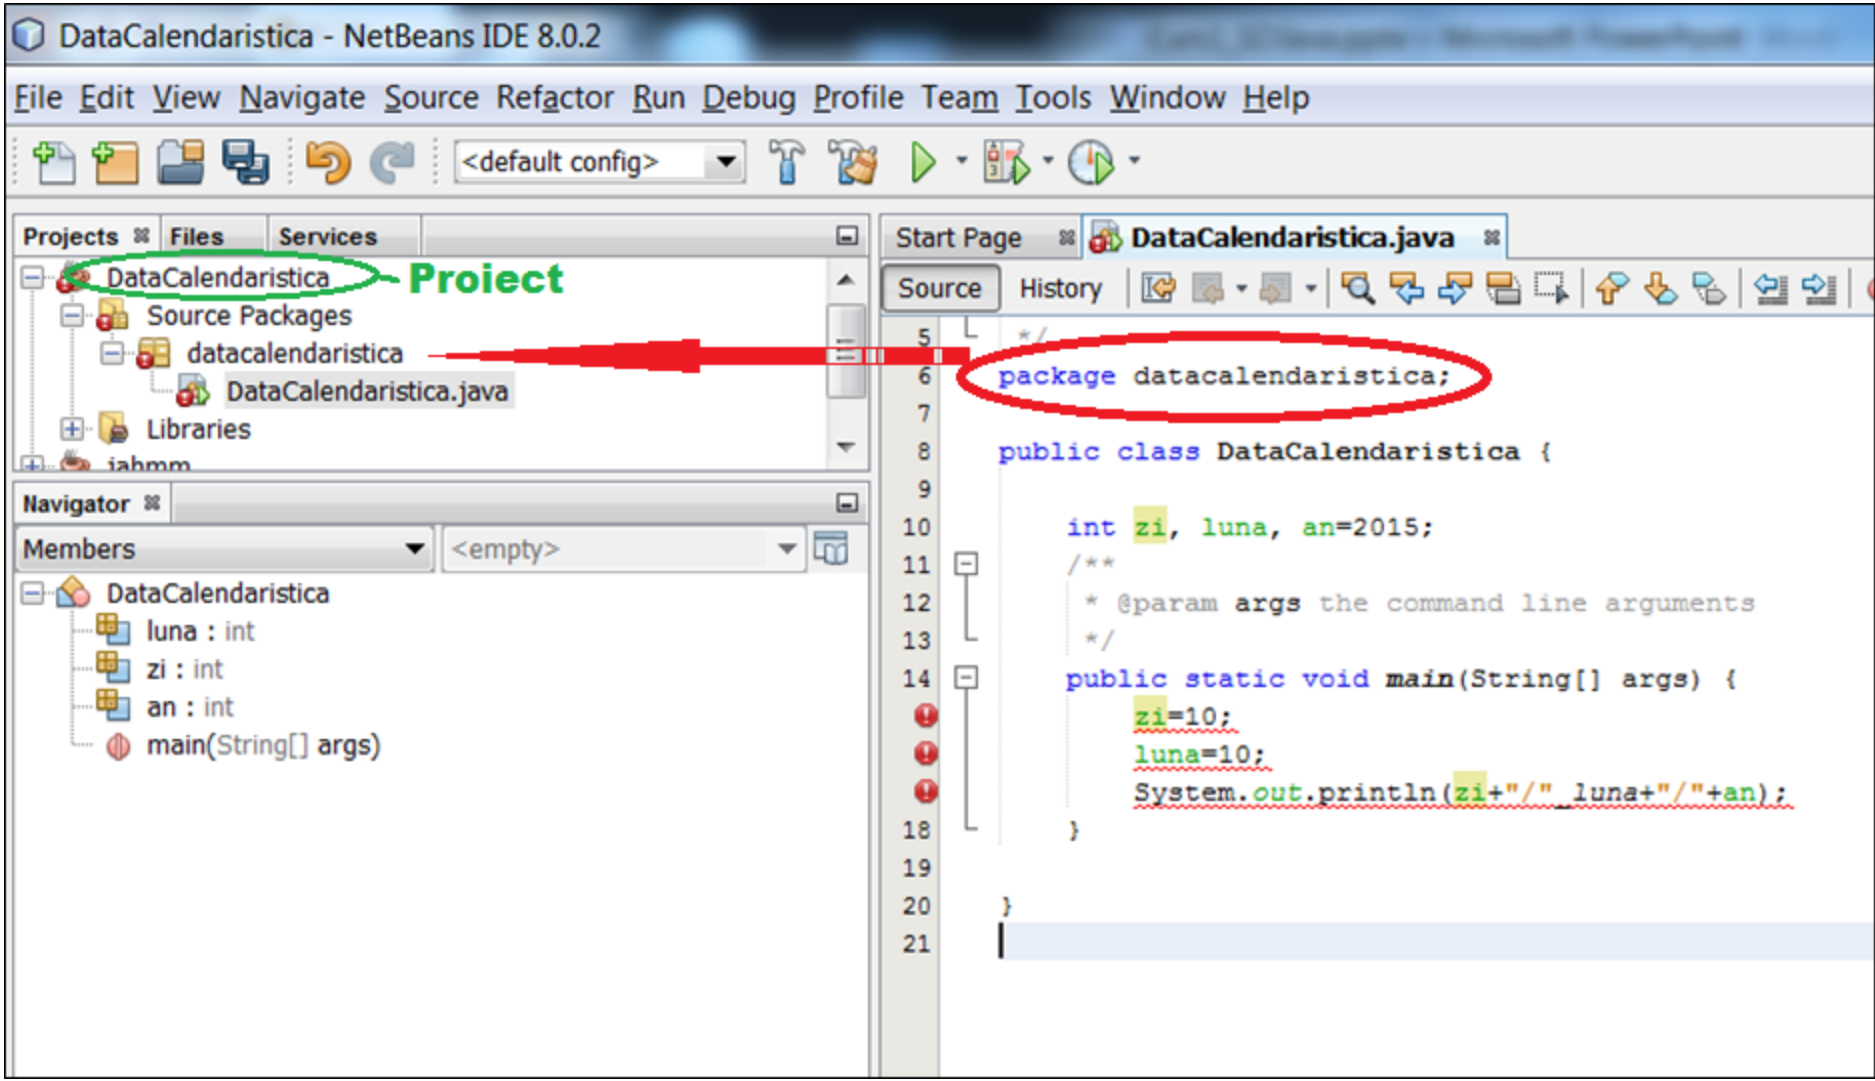 DataCalendaristica - NetBeans IDE 8.0.2
File Edit View Navigate Source Refactor Run Debug Profile Team Tools Window Help
<default config>
Projects Files Services
DataCalendaristica
Proiect
Source Packages
datacalendaristica
DataCalendaristica.java
Libraries
jahmm
Navigator
Members <empty>
DataCalendaristica
luna : int
zi : int
an : int
main(String[] args)
Start Page DataCalendaristica.java
Source History
5 */
6 package datacalendaristica;
7
8 public class DataCalendaristica {
9
10 int zi, luna, an=2015;
11 /**
12 * @param args the command line arguments
13 */
14 public static void main(String[] args) {
zi=10;
luna=10;
System.out.println(zi+"/"_luna+"/"+an);
18 }
19
20 }
21